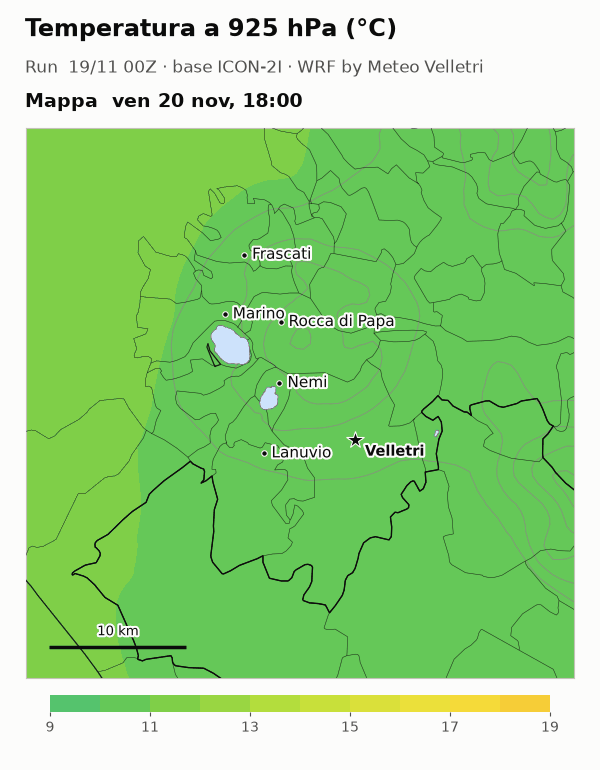 Temperatura a 925 hPa (°C)
Run  19/11 00Z · base ICON-2I · WRF by Meteo Velletri
Mappa  ven 20 nov, 18:00
Frascati
Marino
Rocca di Papa
Nemi
Velletri
Lanuvio
10 km
9 11 13 15 17 19